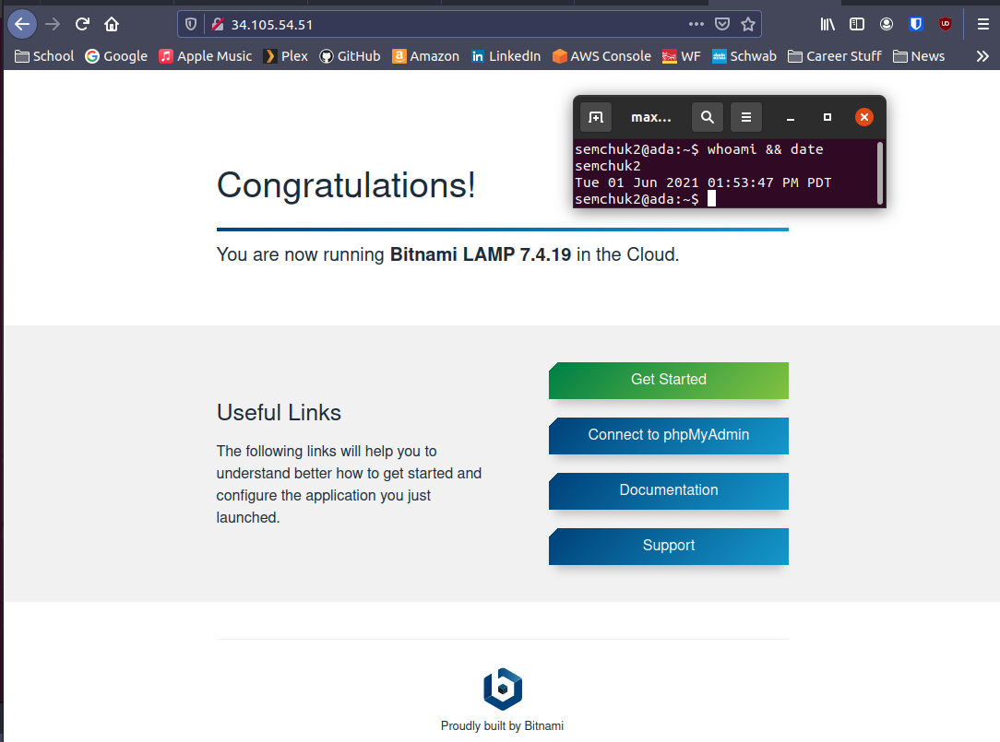 34.105.54.51
School Google Apple Music Plex GitHub Amazon LinkedIn AWS Console WF Schwab Career Stuff News
max...
semchuk2@ada:~$ whoami && date
semchuk2
Tue 01 Jun 2021 01:53:47 PM PDT
semchuk2@ada:~$
Congratulations!
You are now running Bitnami LAMP 7.4.19 in the Cloud.
Useful Links
The following links will help you to
understand better how to get started and
configure the application you just
launched.
Get Started
Connect to phpMyAdmin
Documentation
Support
Proudly built by Bitnami